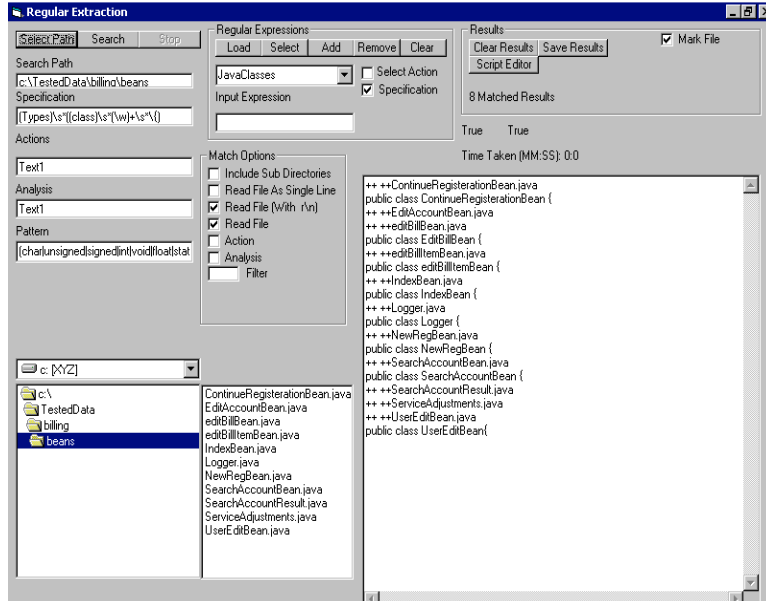 Regular Extraction
Select Path Search Stop
Search Path
c:\TestedData\billing\beans
Specification
(Types)\s*((class)\s*(\w)+\s*\{)
Actions
Text1
Analysis
Text1
Pattern
(char|unsigned|signed|int|void|float|stat
Regular Expressions
Load Select Add Remove Clear
JavaClasses
Select Action
Specification
Input Expression
Match Options
Include Sub Directories
Read File As Single Line
Read File (With r\n)
Read File
Action
Analysis
Filter
Results
Clear Results Save Results
Script Editor
Mark File
8 Matched Results
True True
Time Taken (MM:SS): 0:0
c: [XYZ]
c:\
TestedData
billing
beans
ContinueRegisterationBean.java
EditAccountBean.java
editBillBean.java
editBillItemBean.java
IndexBean.java
Logger.java
NewRegBean.java
SearchAccountBean.java
SearchAccountResult.java
ServiceAdjustments.java
UserEditBean.java
++ ++ContinueRegisterationBean.java
public class ContinueRegisterationBean {
++ ++EditAccountBean.java
++ ++editBillBean.java
public class EditBillBean {
++ ++editBillItemBean.java
public class editBillItemBean {
++ ++IndexBean.java
public class IndexBean {
++ ++Logger.java
public class Logger {
++ ++NewRegBean.java
public class NewRegBean {
++ ++SearchAccountBean.java
public class SearchAccountBean {
++ ++SearchAccountResult.java
++ ++ServiceAdjustments.java
++ ++UserEditBean.java
public class UserEditBean{